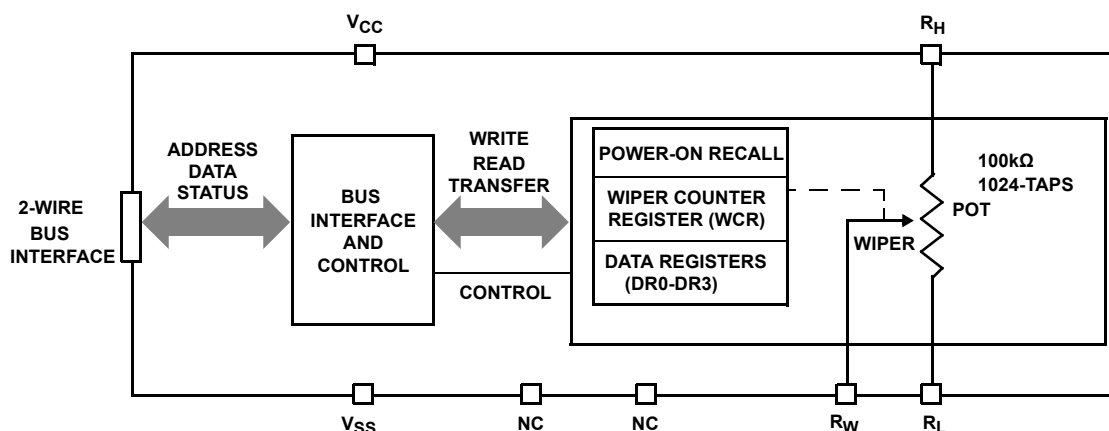 VCC
RH
ADDRESS
DATA
STATUS
WRITE
READ
TRANSFER
POWER-ON RECALL
100kΩ
1024-TAPS
POT
2-WIRE
BUS
INTERFACE
BUS
INTERFACE
AND
CONTROL
WIPER COUNTER
REGISTER (WCR)
WIPER
DATA REGISTERS
(DR0-DR3)
CONTROL
VSS
NC
NC
RW
RL